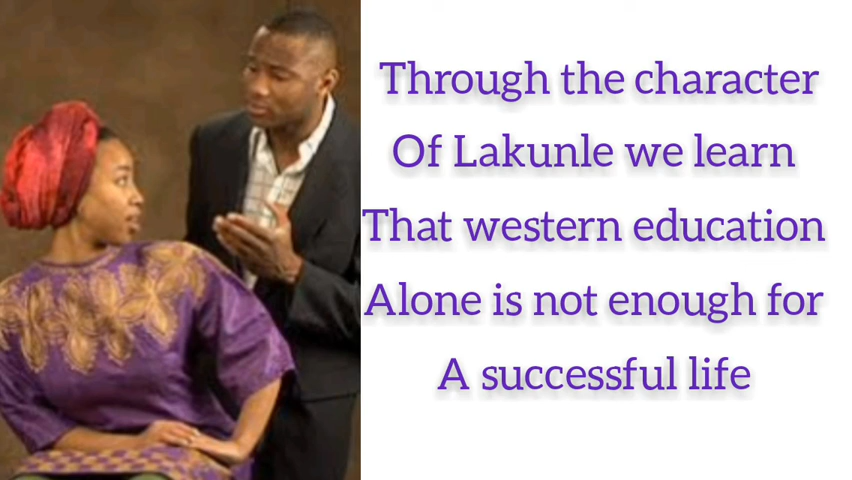 Through the character
Of Lakunle we learn
That western education
Alone is not enough for
A successful life